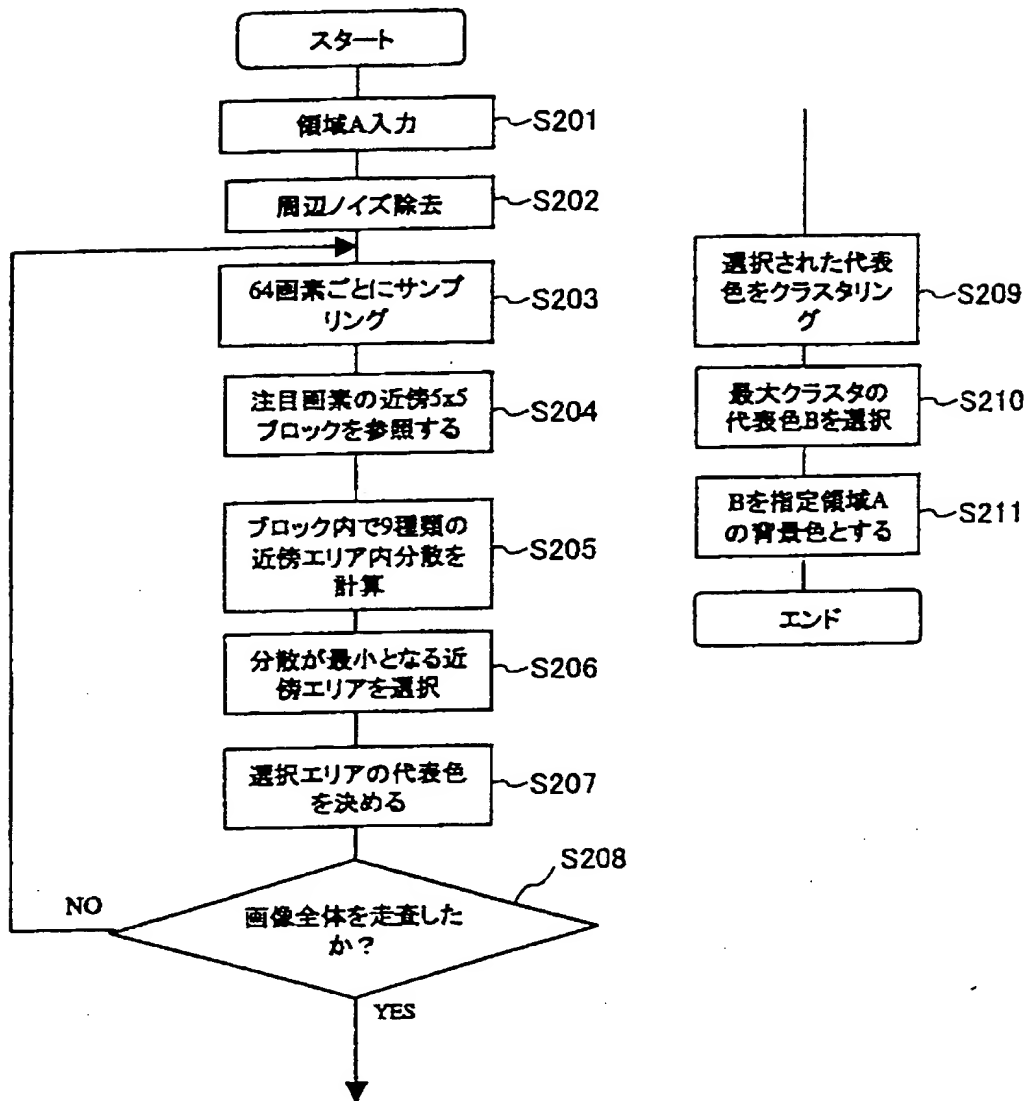 スタート
領域A入力
S201
周辺ノイズ除去
S202
64画素ごとにサンプ
リング
S203
注目画素の近傍5x5
ブロックを参照する
S204
ブロック内で9種類の
近傍エリア内分散を
計算
S205
分散が最小となる近
傍エリアを選択
S206
選択エリアの代表色
を決める
S207
画像全体を走査した
か?
S208
NO
YES
選択された代表
色をクラスタリン
グ
S209
最大クラスタの
代表色Bを選択
S210
Bを指定領域A
の背景色とする
S211
エンド